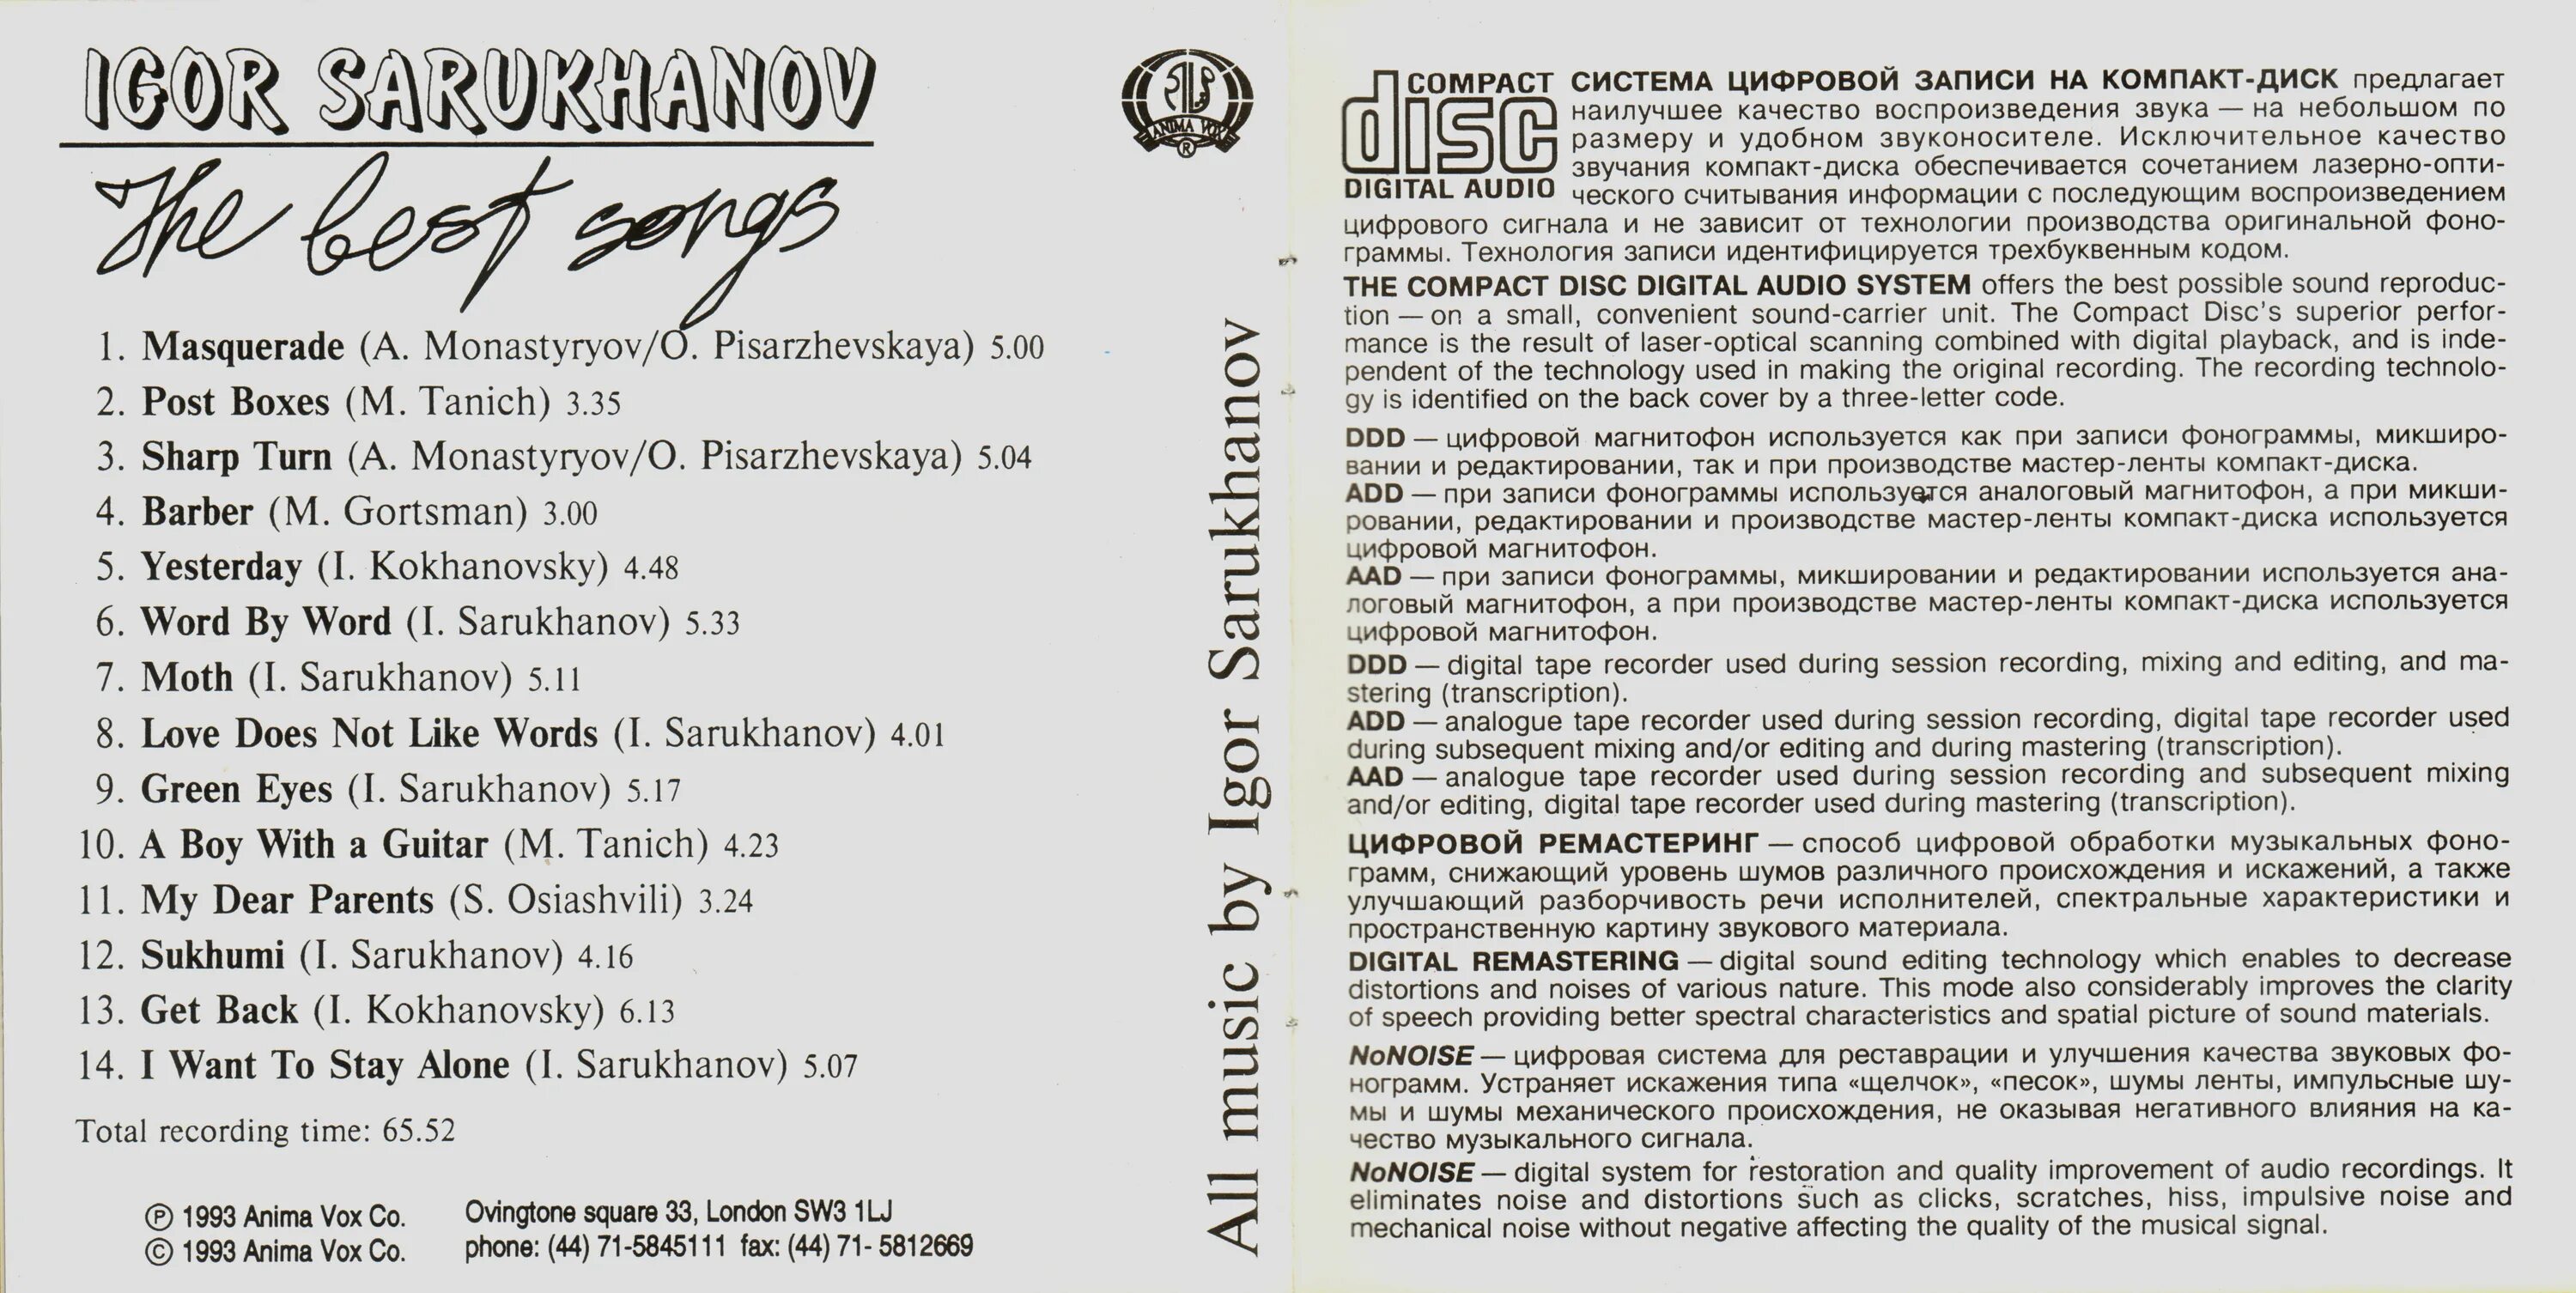 IGOR SARUKHANOV
The best songs
1. Masquerade (A. Monastyryov/O. Pisarzhevskaya) 5.00
2. Post Boxes (M. Tanich) 3.35
3. Sharp Turn (A. Monastyryov/O. Pisarzhevskaya) 5.04
4. Barber (M. Gortsman) 3.00
5. Yesterday (I. Kokhanovsky) 4.48
6. Word By Word (I. Sarukhanov) 5.33
7. Moth (I. Sarukhanov) 5.11
8. Love Does Not Like Words (I. Sarukhanov) 4.01
9. Green Eyes (I. Sarukhanov) 5.17
10. A Boy With a Guitar (M. Tanich) 4.23
11. My Dear Parents (S. Osiashvili) 3.24
12. Sukhumi (I. Sarukhanov) 4.16
13. Get Back (I. Kokhanovsky) 6.13
14. I Want To Stay Alone (I. Sarukhanov) 5.07
Total recording time: 65.52
℗ 1993 Anima Vox Co. Ovingtone square 33, London SW3 1LJ
© 1993 Anima Vox Co. phone: (44) 71-5845111 fax: (44) 71- 5812669
ANIMA VOX
®
All music by Igor Sarukhanov
COMPACT
disc
DIGITAL AUDIO
СИСТЕМА ЦИФРОВОЙ ЗАПИСИ НА КОМПАКТ-ДИСК предлагает
наилучшее качество воспроизведения звука — на небольшом по
размеру и удобном звуконосителе. Исключительное качество
звучания компакт-диска обеспечивается сочетанием лазерно-опти-
ческого считывания информации с последующим воспроизведением
цифрового сигнала и не зависит от технологии производства оригинальной фоно-
граммы. Технология записи идентифицируется трехбуквенным кодом.
THE COMPACT DISC DIGITAL AUDIO SYSTEM offers the best possible sound reproduc-
tion — on a small, convenient sound-carrier unit. The Compact Disc's superior perfor-
mance is the result of laser-optical scanning combined with digital playback, and is inde-
pendent of the technology used in making the original recording. The recording technolo-
gy is identified on the back cover by a three-letter code.
DDD — цифровой магнитофон используется как при записи фонограммы, микширо-
вании и редактировании, так и при производстве мастер-ленты компакт-диска.
ADD — при записи фонограммы используется аналоговый магнитофон, а при микши-
ровании, редактировании и производстве мастер-ленты компакт-диска используется
цифровой магнитофон.
AAD — при записи фонограммы, микшировании и редактировании используется ана-
логовый магнитофон, а при производстве мастер-ленты компакт-диска используется
цифровой магнитофон.
DDD — digital tape recorder used during session recording, mixing and editing, and ma-
stering (transcription).
ADD — analogue tape recorder used during session recording, digital tape recorder used
during subsequent mixing and/or editing and during mastering (transcription).
AAD — analogue tape recorder used during session recording and subsequent mixing
and/or editing, digital tape recorder used during mastering (transcription).
ЦИФРОВОЙ РЕМАСТЕРИНГ — способ цифровой обработки музыкальных фоно-
грамм, снижающий уровень шумов различного происхождения и искажений, а также
улучшающий разборчивость речи исполнителей, спектральные характеристики и
пространственную картину звукового материала.
DIGITAL REMASTERING — digital sound editing technology which enables to decrease
distortions and noises of various nature. This mode also considerably improves the clarity
of speech providing better spectral characteristics and spatial picture of sound materials.
NoNOISE — цифровая система для реставрации и улучшения качества звуковых фо-
нограмм. Устраняет искажения типа «щелчок», «песок», шумы ленты, импульсные шу-
мы и шумы механического происхождения, не оказывая негативного влияния на ка-
чество музыкального сигнала.
NoNOISE — digital system for restoration and quality improvement of audio recordings. It
eliminates noise and distortions such as clicks, scratches, hiss, impulsive noise and
mechanical noise without negative affecting the quality of the musical signal.